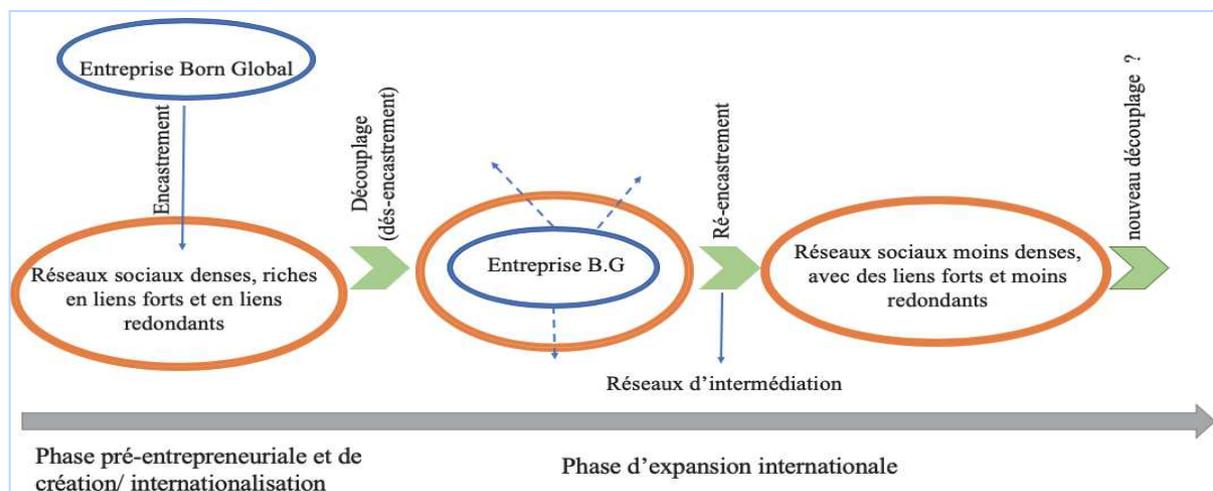 Entreprise Born Global
Encastrement
Réseaux sociaux denses, riches
en liens forts et en liens
redondants
Découplage
(dés-encastrement)
Entreprise B.G
Ré-encastrement
Réseaux d’intermédiation
Réseaux sociaux moins denses,
avec des liens forts et moins
redondants
nouveau découplage ?
Phase pré-entrepreneuriale et de
création/ internationalisation
Phase d’expansion internationale